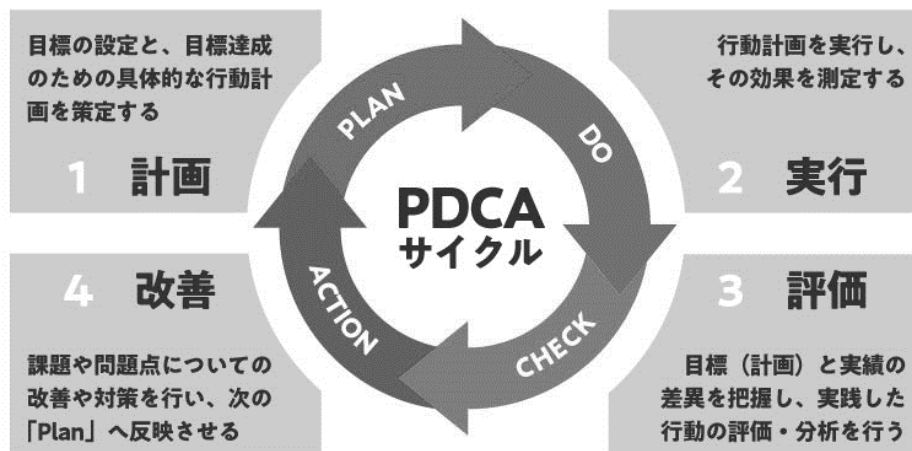 目標の設定と、目標達成
のための具体的な行動計
画を策定する
1 計画
行動計画を実行し、
その効果を測定する
2 実行
PLAN
DO
PDCA
サイクル
ACTION
CHECK
4 改善
課題や問題点についての
改善や対策を行い、次の
「Plan」へ反映させる
3 評価
目標（計画）と実績の
差異を把握し、実践した
行動の評価・分析を行う